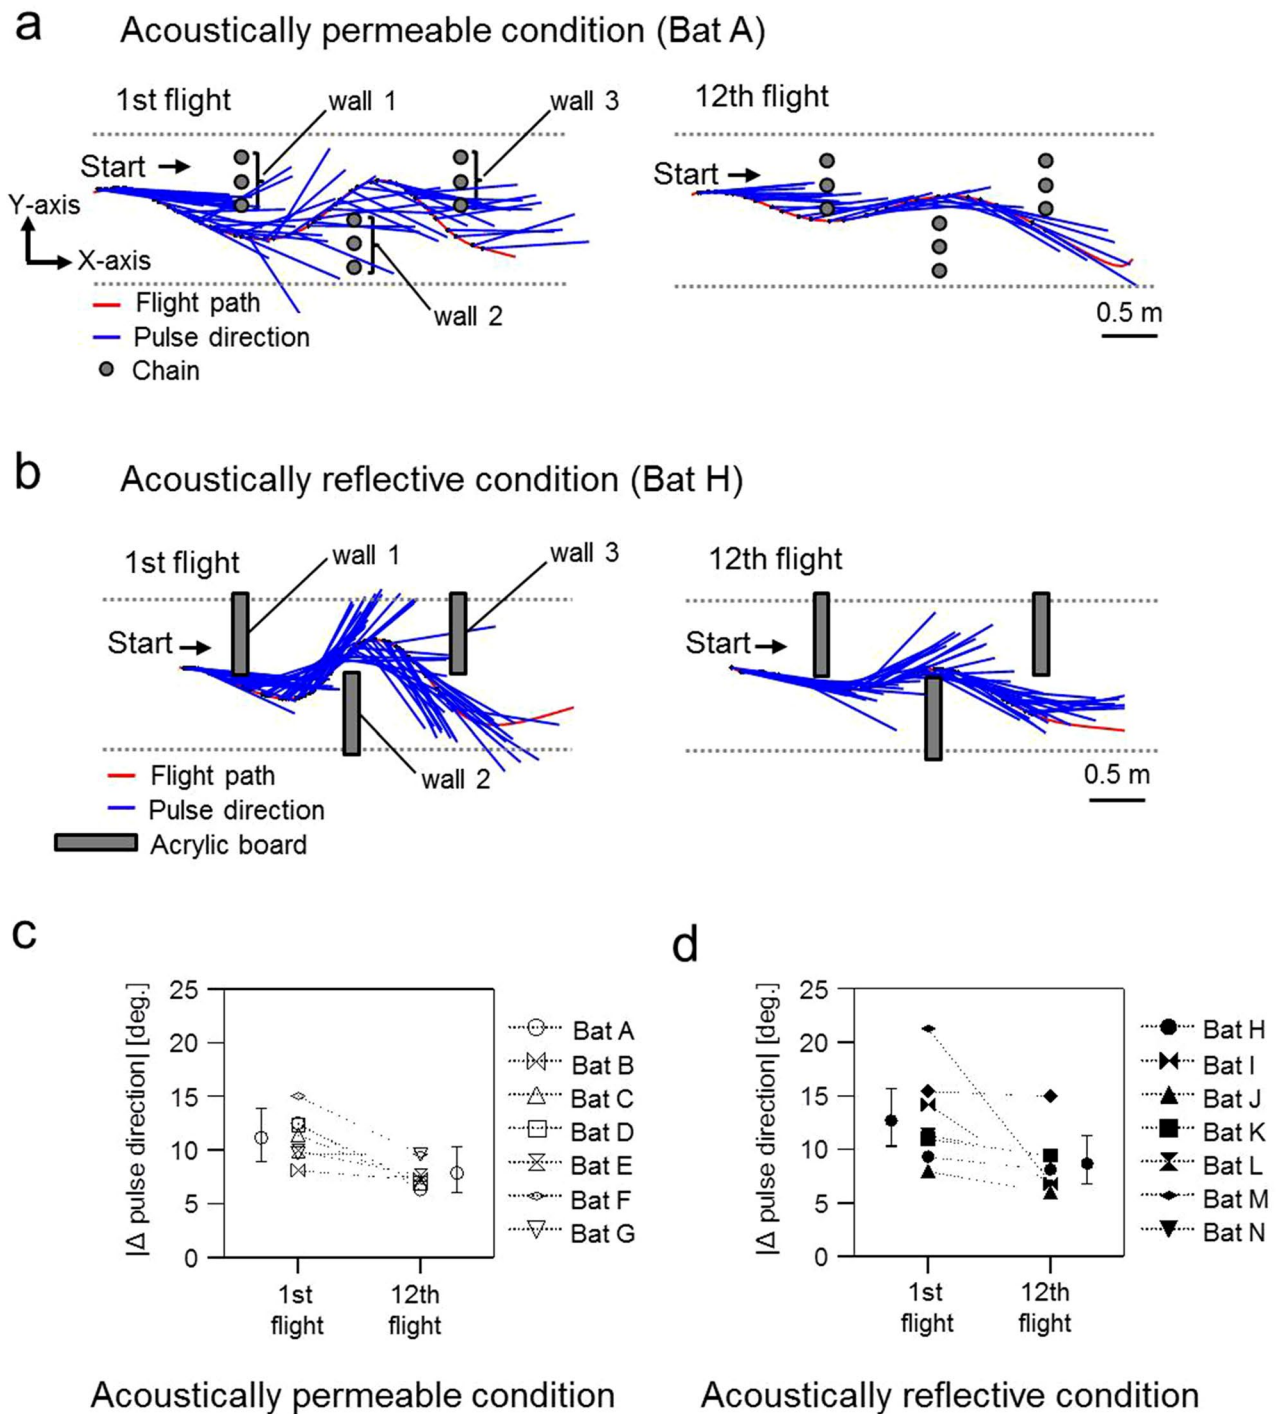 a
Acoustically permeable condition (Bat A)
1st flight
wall 1
wall 3
12th flight
Start
Start
Y-axis
X-axis
Flight path
wall 2
Pulse direction
0.5 m
Chain
b
Acoustically reflective condition (Bat H)
1st flight
wall 1
wall 3
12th flight
Start
Start
wall 2
Flight path
0.5 m
Pulse direction
Acrylic board
c
|Δ pulse direction| [deg.]
25
20
15
10
5
0
1st
flight
12th
flight
Bat A
Bat B
Bat C
Bat D
Bat E
Bat F
Bat G
Acoustically permeable condition
d
|Δ pulse direction| [deg.]
25
20
15
10
5
0
1st
flight
12th
flight
Bat H
Bat I
Bat J
Bat K
Bat L
Bat M
Bat N
Acoustically reflective condition